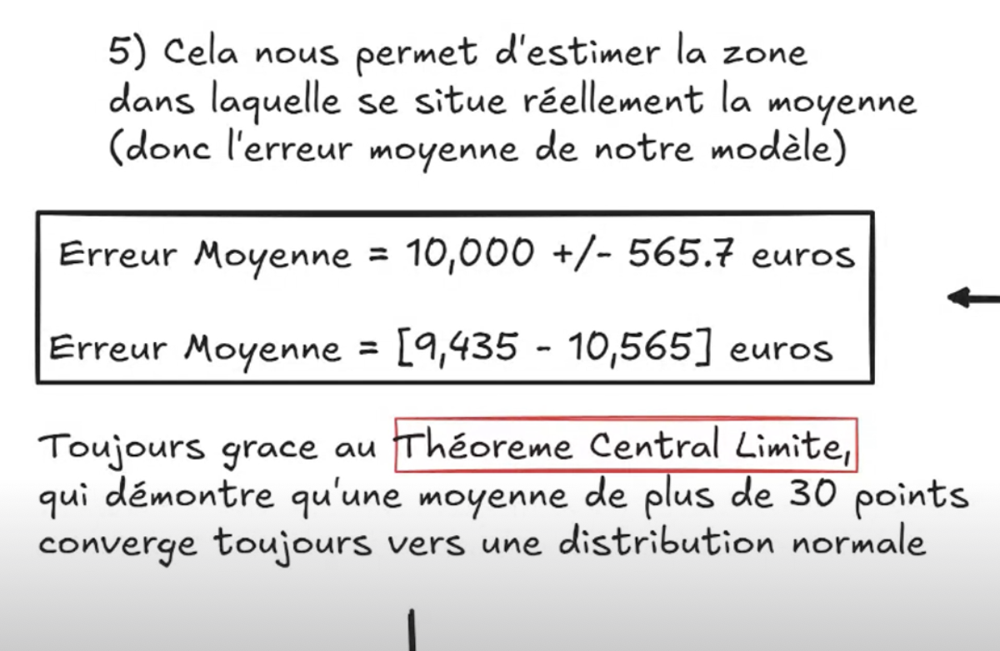 5) Cela nous permet d'estimer la zone
dans laquelle se situe réellement la moyenne
(donc l'erreur moyenne de notre modèle)
Erreur Moyenne = 10,000 +/- 565.7 euros
Erreur Moyenne = [9,435 - 10,565] euros
Toujours grace au Théoreme Central Limite,
qui démontre qu'une moyenne de plus de 30 points
converge toujours vers une distribution normale